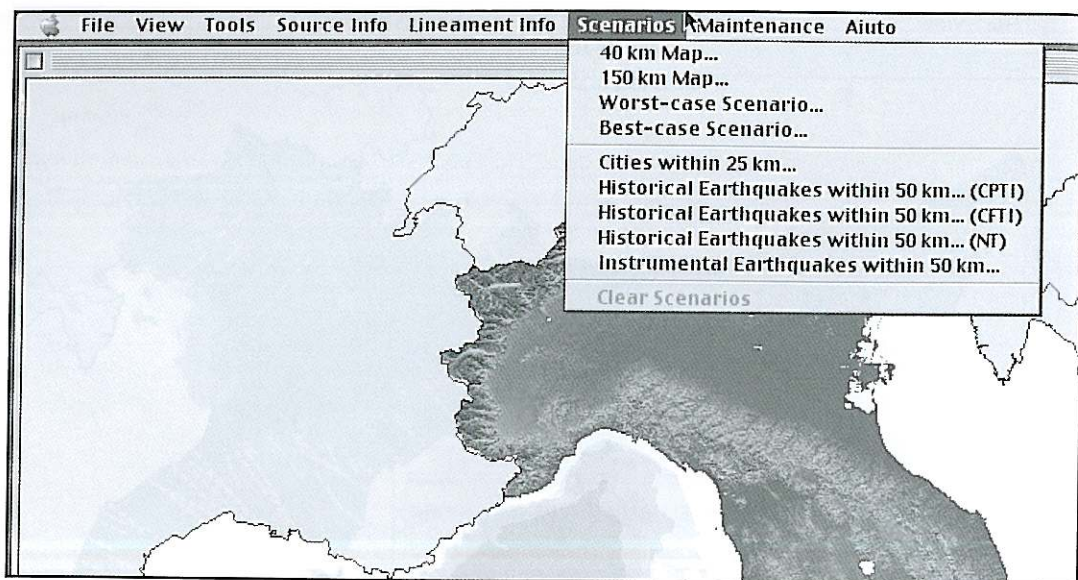 File View Tools Source Info Lineament Info Scenarios Maintenance Aiuto
40 km Map...
150 km Map...
Worst-case Scenario...
Best-case Scenario...
Cities within 25 km...
Historical Earthquakes within 50 km... (CPTI)
Historical Earthquakes within 50 km... (CFTI)
Historical Earthquakes within 50 km... (NT)
Instrumental Earthquakes within 50 km...
Clear Scenarios